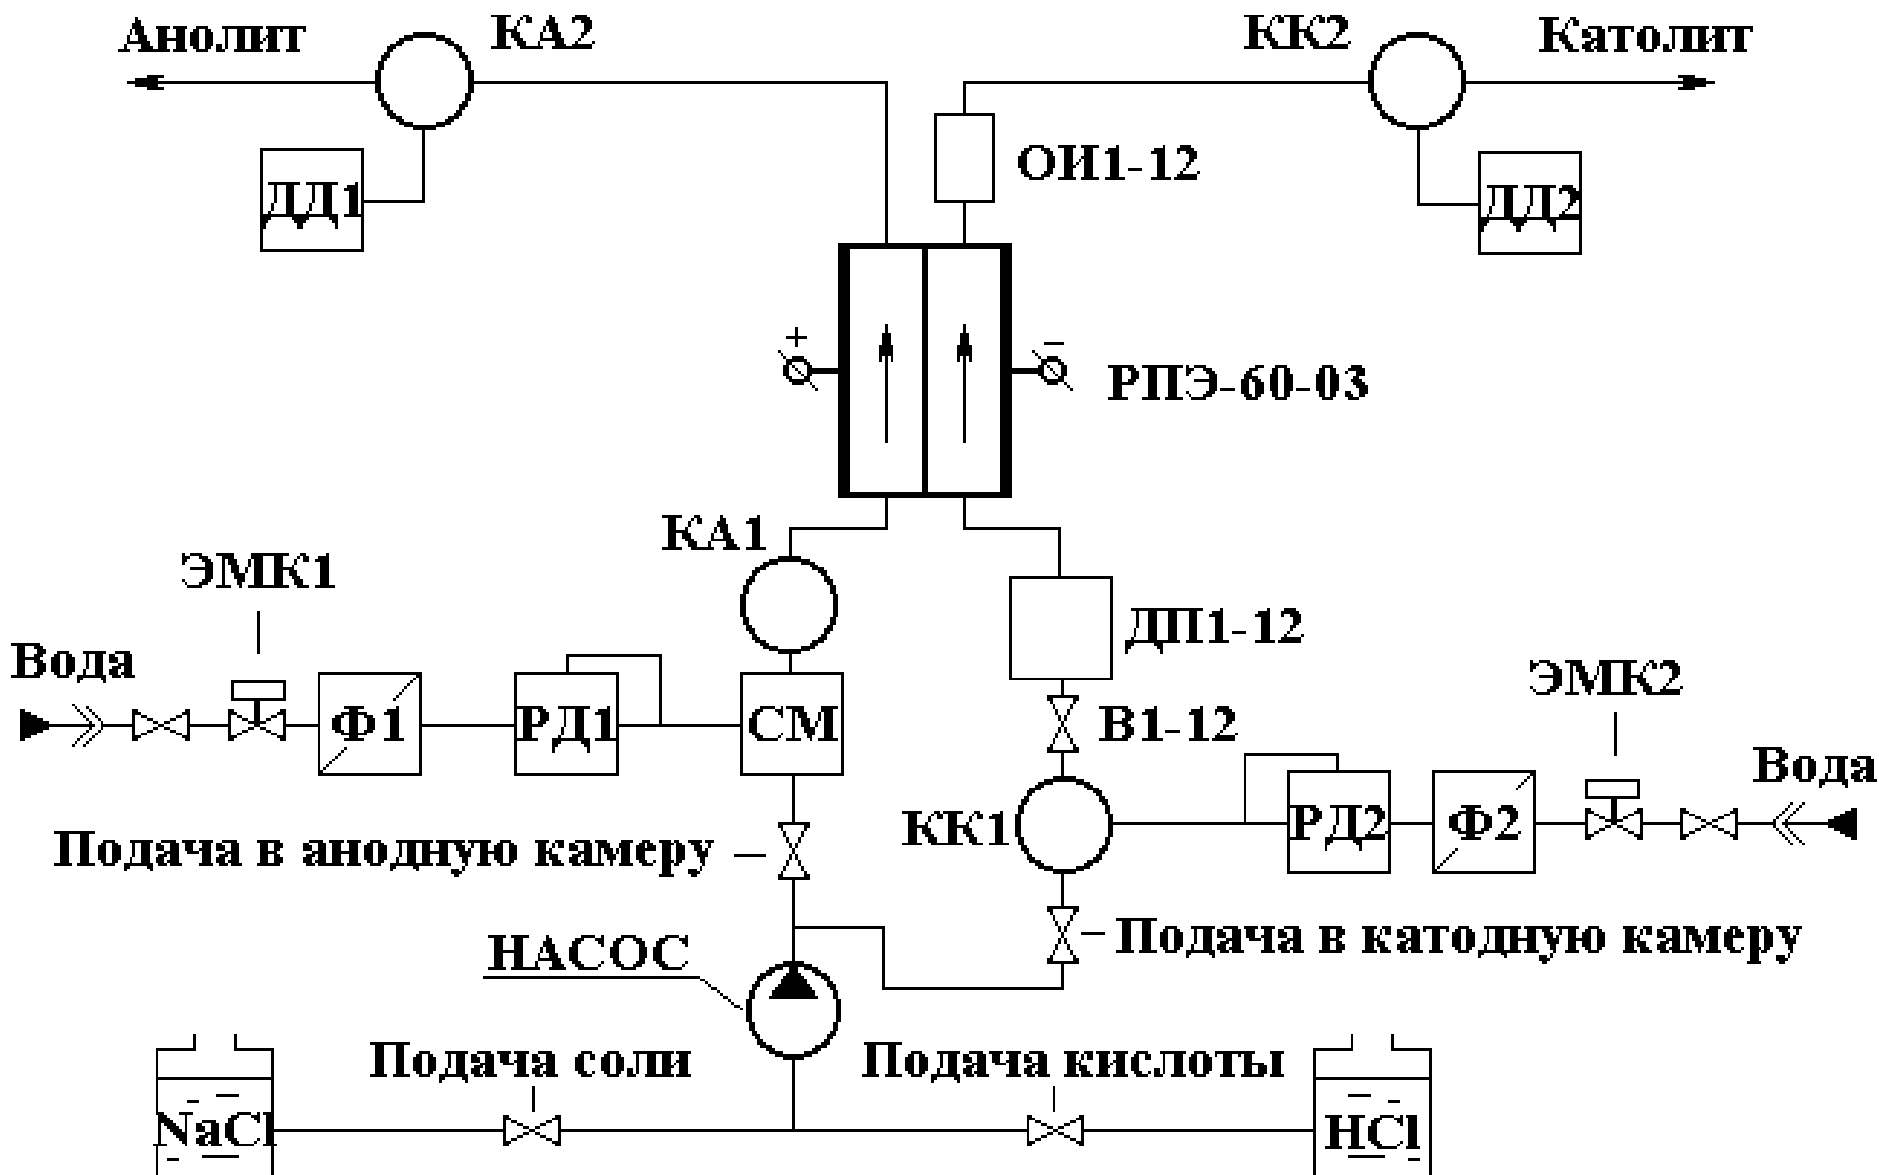 Анолит
КА2
КК2
Католит
ДД1
ОИ1-12
ДД2
+
−
РПЭ-60-03
КА1
ЭМК1
ДП1-12
Вода
ЭМК2
Ф1
РД1
СМ
В1-12
Вода
КК1
РД2
Ф2
Подача в анодную камеру
Подача в катодную камеру
НАСОС
Подача соли
Подача кислоты
NaCl
HCl